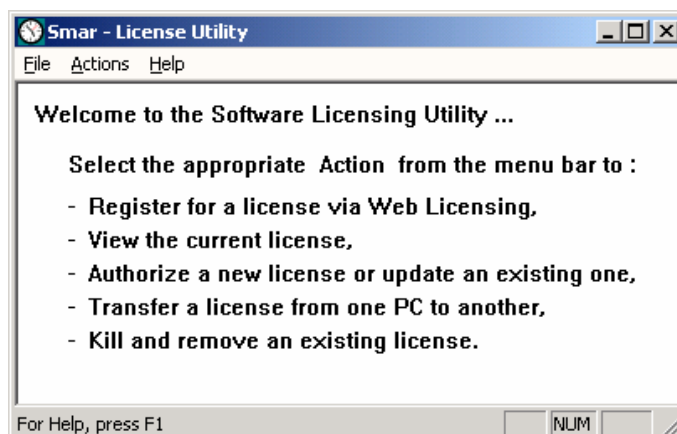 Smar - License Utility
File Actions Help
Welcome to the Software Licensing Utility ...
Select the appropriate Action from the menu bar to :
- Register for a license via Web Licensing,
- View the current license,
- Authorize a new license or update an existing one,
- Transfer a license from one PC to another,
- Kill and remove an existing license.
For Help, press F1 NUM